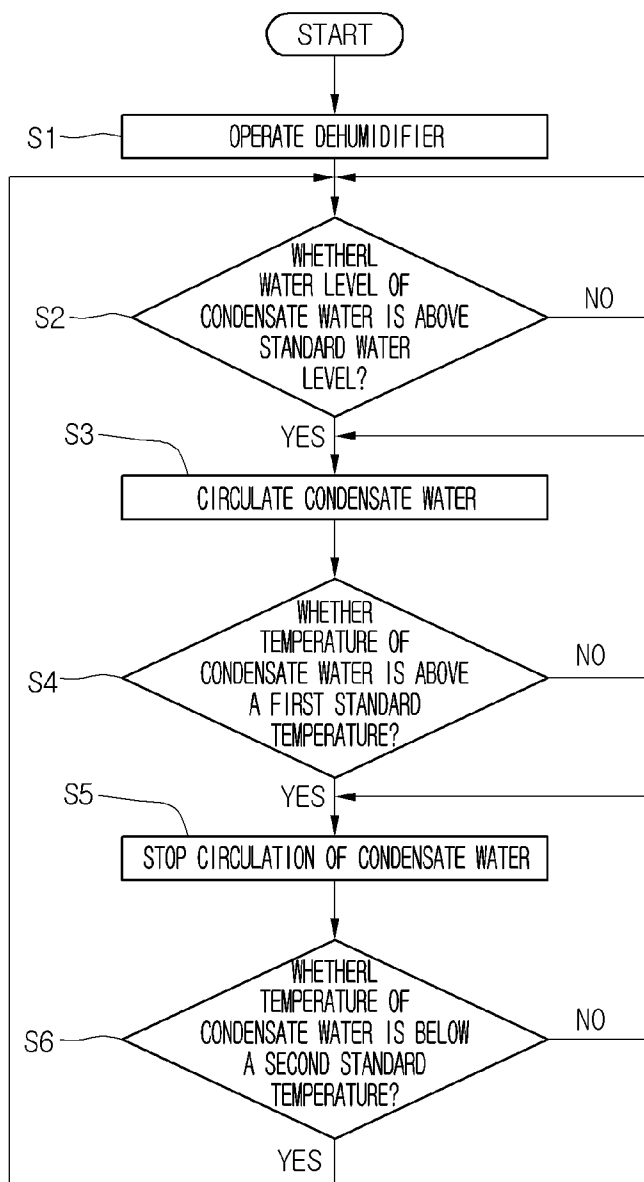 START
S1
OPERATE DEHUMIDIFIER
WHETHERL
WATER LEVEL OF
CONDENSATE WATER IS ABOVE
STANDARD WATER
LEVEL?
S2
NO
YES
S3
CIRCULATE CONDENSATE WATER
WHETHER
TEMPERATURE OF
CONDENSATE WATER IS ABOVE
A FIRST STANDARD
TEMPERATURE?
S4
NO
YES
S5
STOP CIRCULATION OF CONDENSATE WATER
WHETHERL
TEMPERATURE OF
CONDENSATE WATER IS BELOW
A SECOND STANDARD
TEMPERATURE?
S6
NO
YES